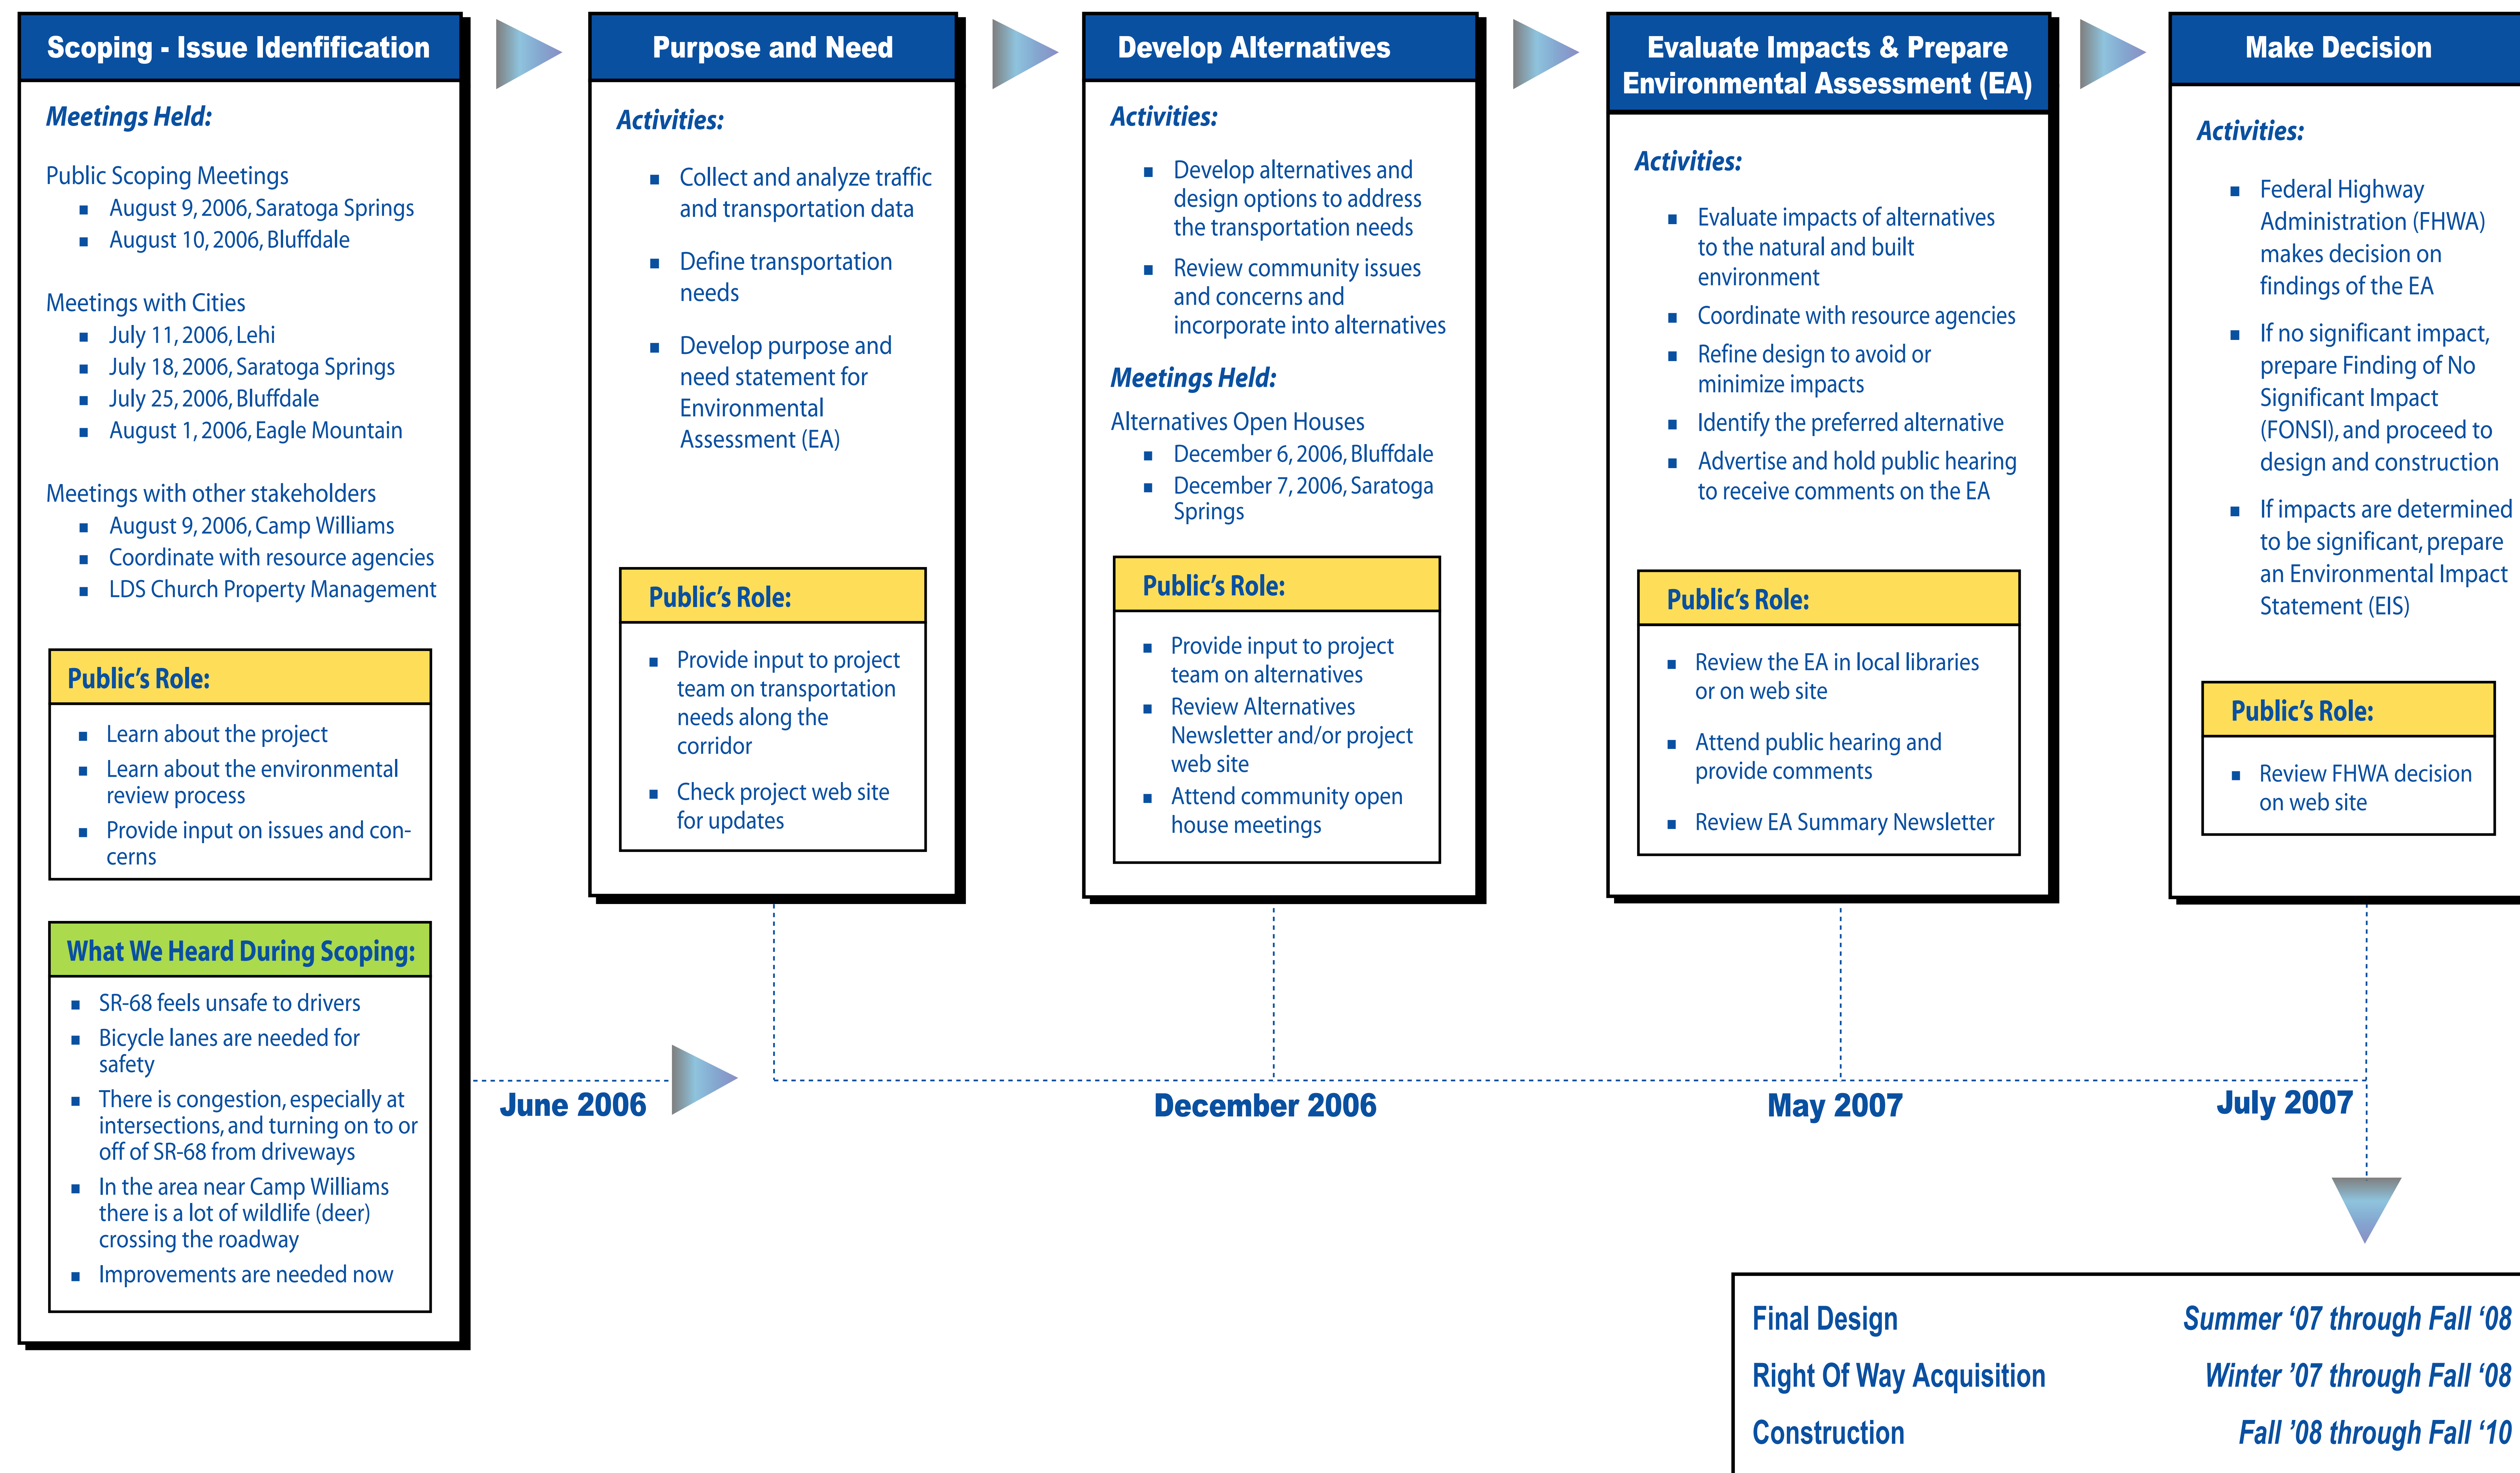 Scoping - Issue Idenfification
Meetings Held:
Public Scoping Meetings
August 9, 2006, Saratoga Springs
August 10, 2006, Bluffdale
Meetings with Cities
July 11, 2006, Lehi
July 18, 2006, Saratoga Springs
July 25, 2006, Bluffdale
August 1, 2006, Eagle Mountain
Meetings with other stakeholders
August 9, 2006, Camp Williams
Coordinate with resource agencies
LDS Church Property Management
Public's Role:
Learn about the project
Learn about the environmental
review process
Provide input on issues and con-
cerns
What We Heard During Scoping:
SR-68 feels unsafe to drivers
Bicycle lanes are needed for
safety
There is congestion, especially at
intersections, and turning on to or
off of SR-68 from driveways
In the area near Camp Williams
there is a lot of wildlife (deer)
crossing the roadway
Improvements are needed now
Purpose and Need
Activities:
Collect and analyze traffic
and transportation data
Define transportation
needs
Develop purpose and
need statement for
Environmental
Assessment (EA)
Public's Role:
Provide input to project
team on transportation
needs along the
corridor
Check project web site
for updates
Develop Alternatives
Activities:
Develop alternatives and
design options to address
the transportation needs
Review community issues
and concerns and
incorporate into alternatives
Meetings Held:
Alternatives Open Houses
December 6, 2006, Bluffdale
December 7, 2006, Saratoga
Springs
Public's Role:
Provide input to project
team on alternatives
Review Alternatives
Newsletter and/or project
web site
Attend community open
house meetings
Evaluate Impacts & Prepare
Environmental Assessment (EA)
Activities:
Evaluate impacts of alternatives
to the natural and built
environment
Coordinate with resource agencies
Refine design to avoid or
minimize impacts
Identify the preferred alternative
Advertise and hold public hearing
to receive comments on the EA
Public's Role:
Review the EA in local libraries
or on web site
Attend public hearing and
provide comments
Review EA Summary Newsletter
Make Decision
Activities:
Federal Highway
Administration (FHWA)
makes decision on
findings of the EA
If no significant impact,
prepare Finding of No
Significant Impact
(FONSI), and proceed to
design and construction
If impacts are determined
to be significant, prepare
an Environmental Impact
Statement (EIS)
Public's Role:
Review FHWA decision
on web site
June 2006
December 2006
May 2007
July 2007
Final Design Summer ‘07 through Fall ‘08
Right Of Way Acquisition Winter ’07 through Fall ‘08
Construction Fall ’08 through Fall ‘10